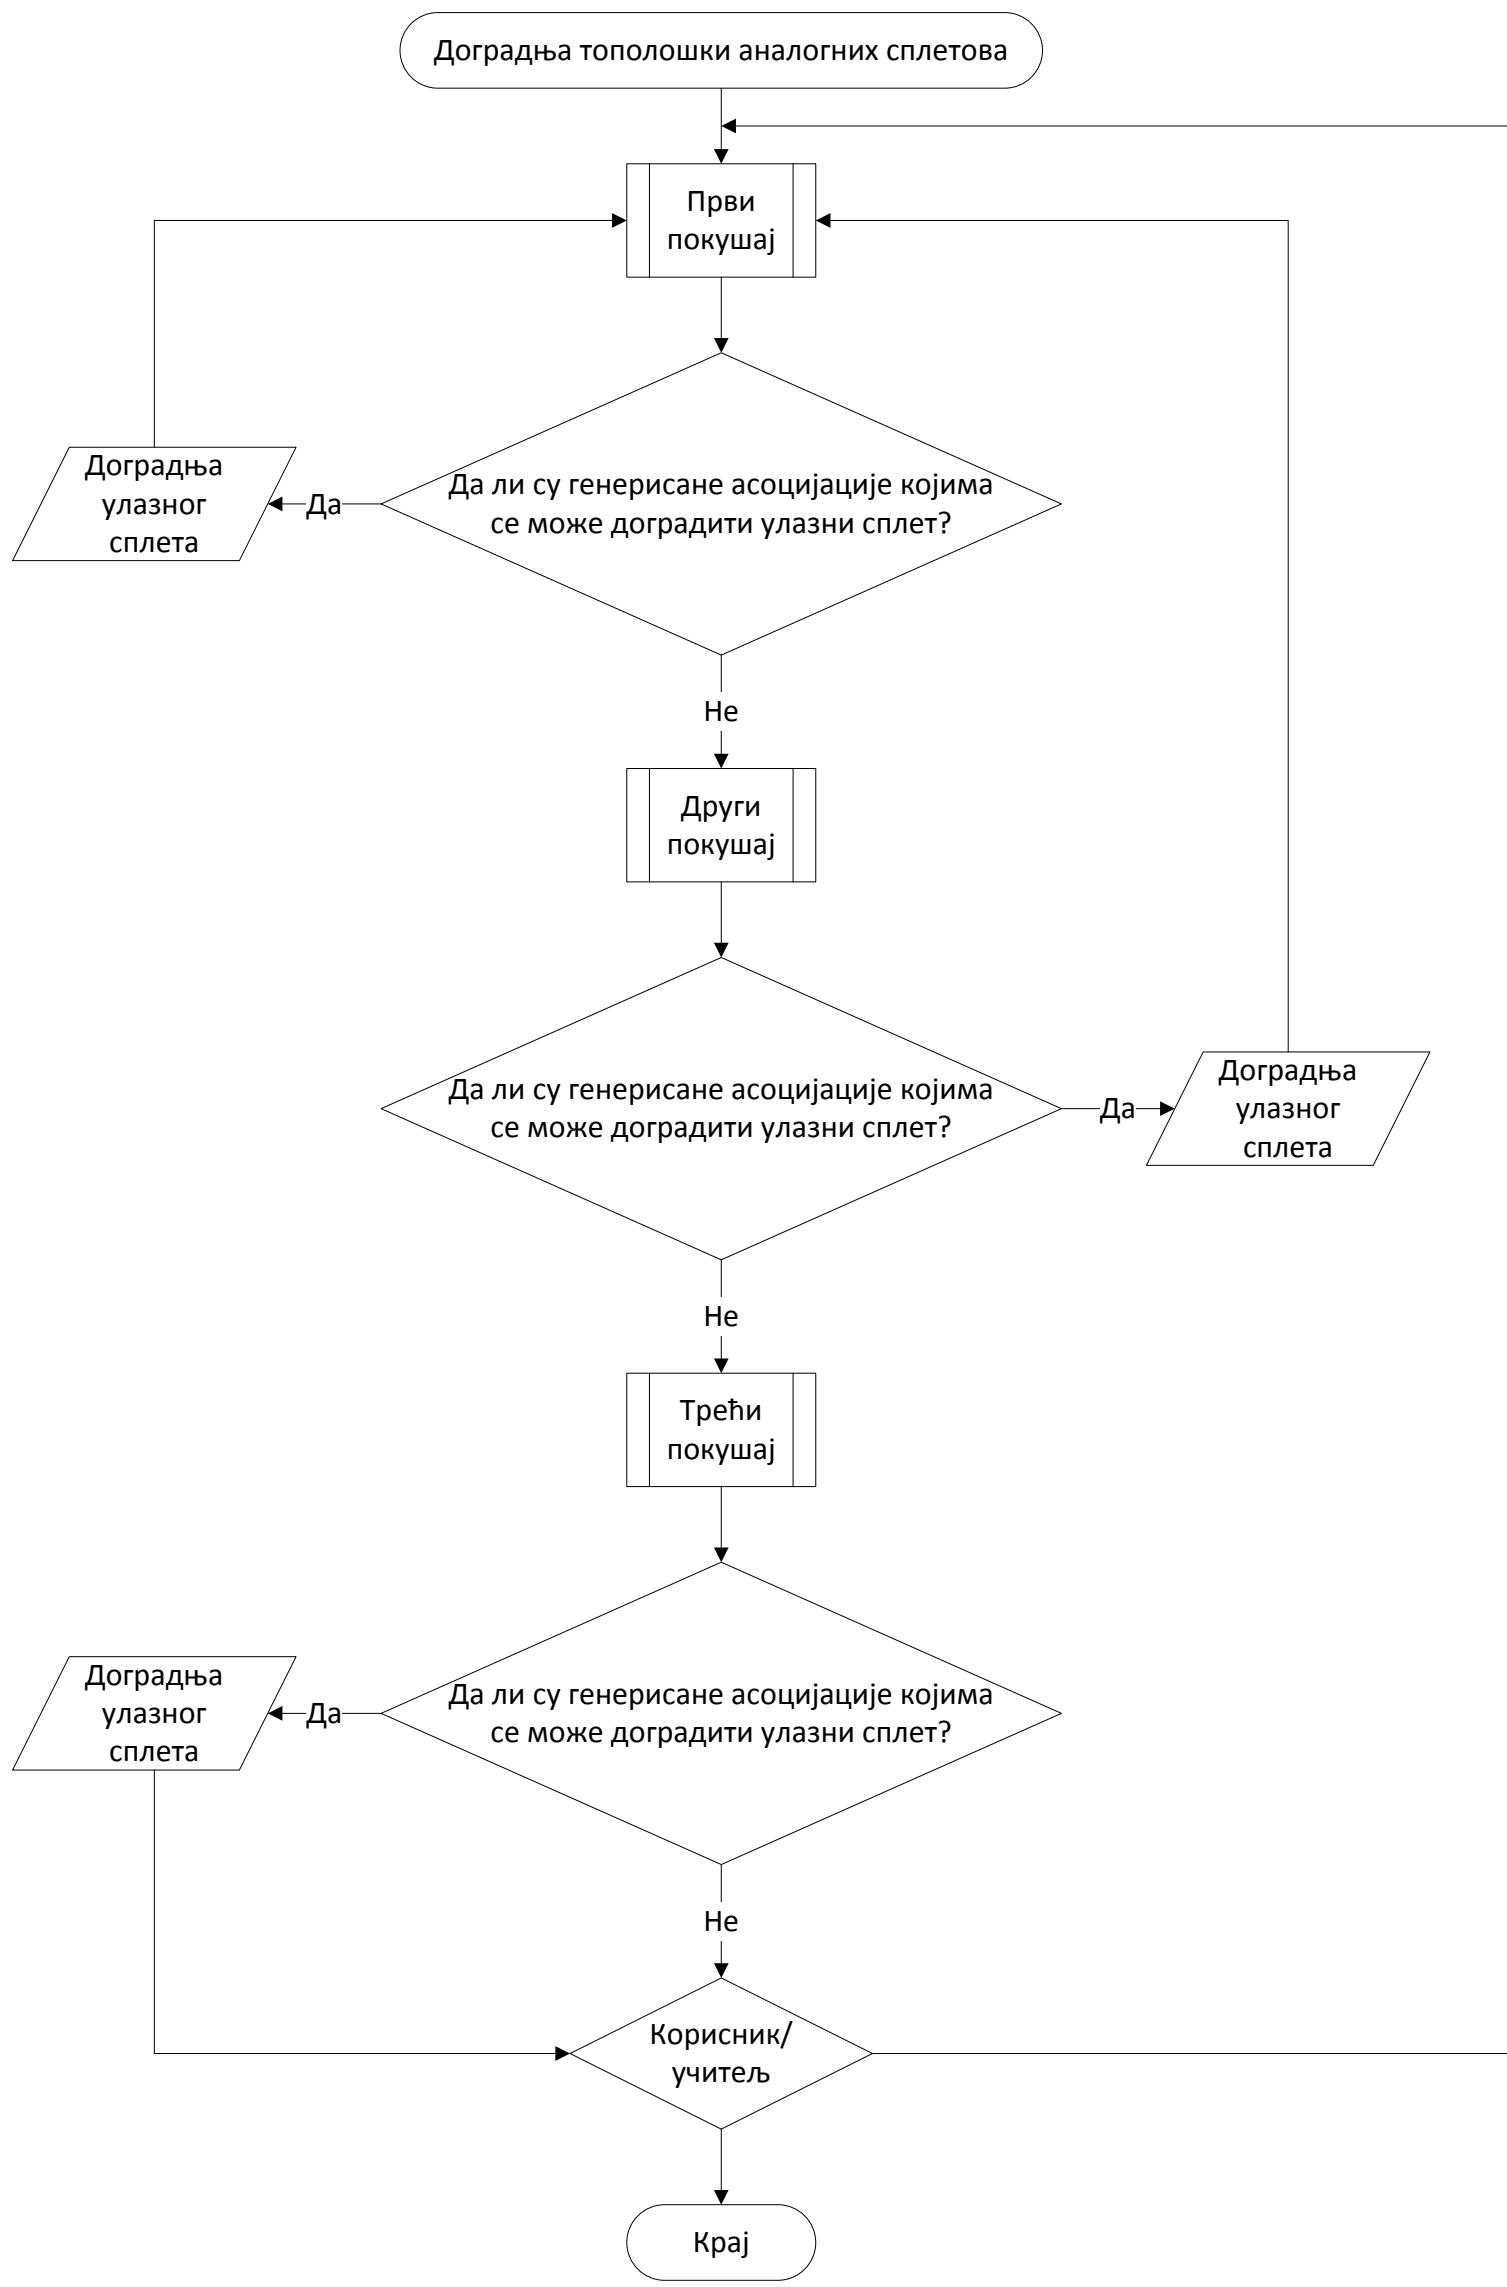 Доградња тополошки аналогних сплетова
Први
покушај
Да ли су генерисане асоцијације којима
се може доградити улазни сплет?
Да
Доградња
улазног
сплета
Не
Други
покушај
Да ли су генерисане асоцијације којима
се може доградити улазни сплет?
Да
Доградња
улазног
сплета
Не
Трећи
покушај
Да ли су генерисане асоцијације којима
се може доградити улазни сплет?
Да
Доградња
улазног
сплета
Не
Корисник/
учитељ
Крај